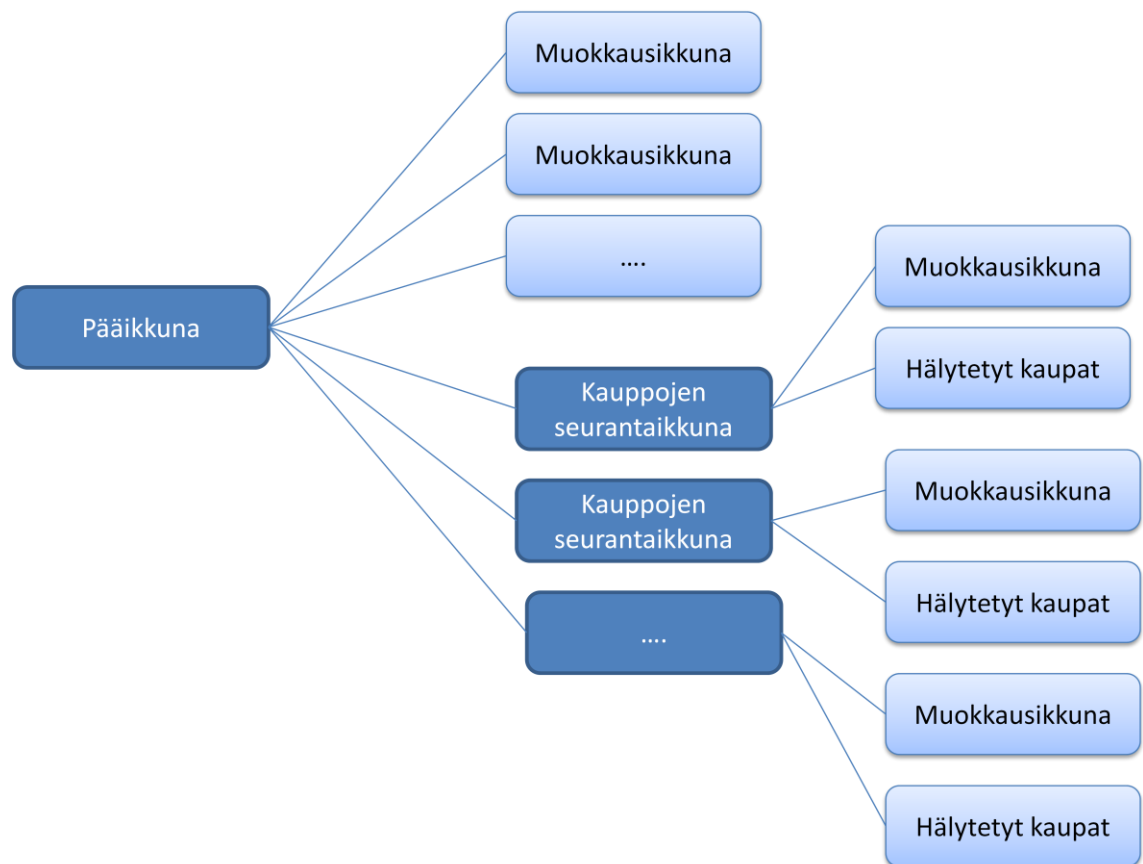 Muokkausikkuna
Muokkausikkuna
....
Pääikkuna
Kauppojen
seurantaikkuna
Kauppojen
seurantaikkuna
....
Muokkausikkuna
Hälytetyt kaupat
Muokkausikkuna
Hälytetyt kaupat
Muokkausikkuna
Hälytetyt kaupat